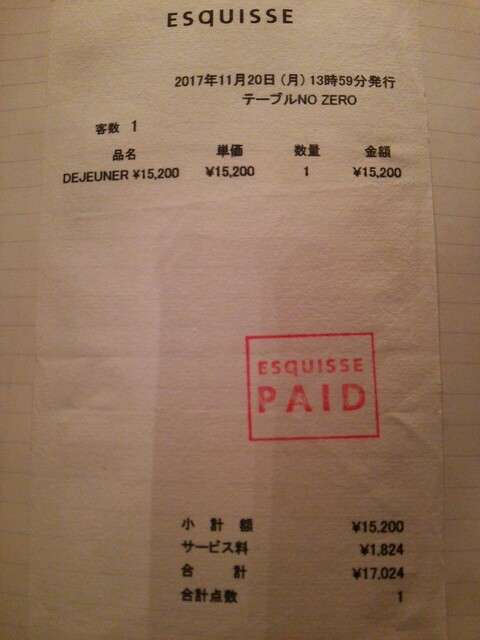 ESQUISSE
2017年11月20日(月) 13時59分発行
テーブルNO ZERO
客数 1
品名 単価 数量 金額
DEJEUNER ¥15,200 ¥15,200 1 ¥15,200
ESQUISSE
PAID
小計額 ¥15,200
サービス料 ¥1,824
合計 ¥17,024
合計点数 1